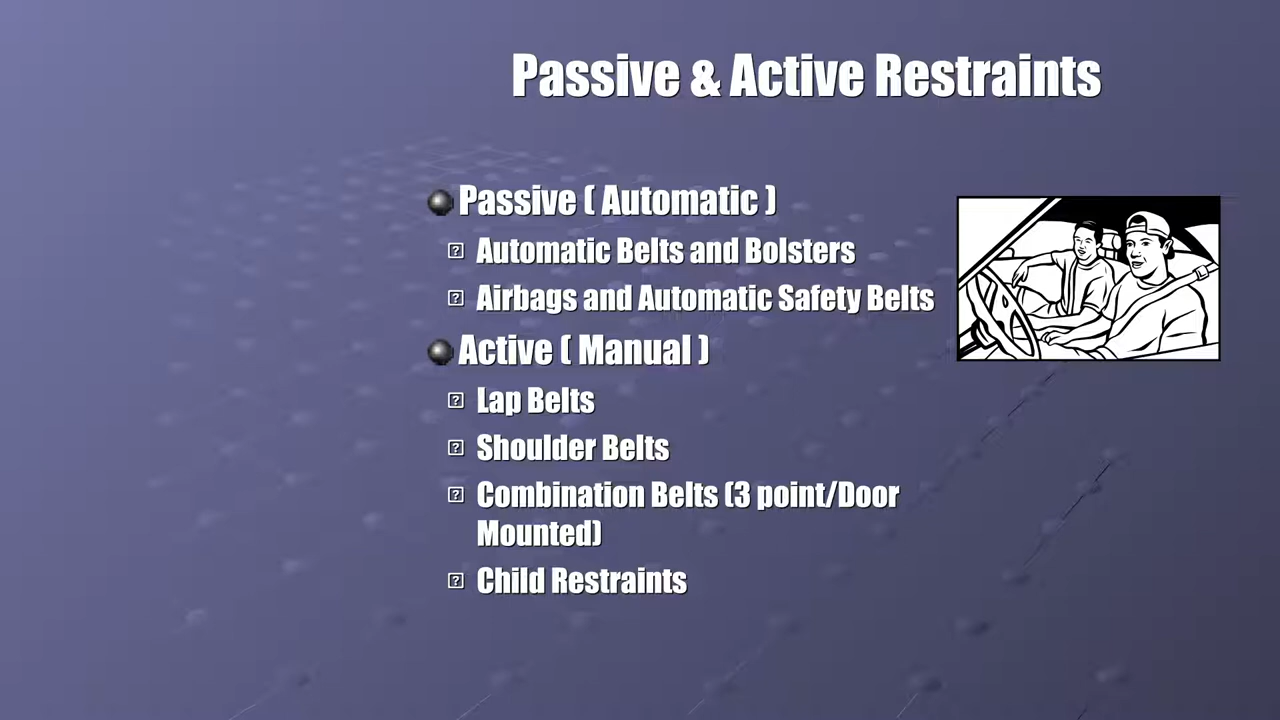 Passive & Active Restraints
Passive ( Automatic )
Automatic Belts and Bolsters
Airbags and Automatic Safety Belts
Active ( Manual )
Lap Belts
Shoulder Belts
Combination Belts (3 point/Door
Mounted)
Child Restraints